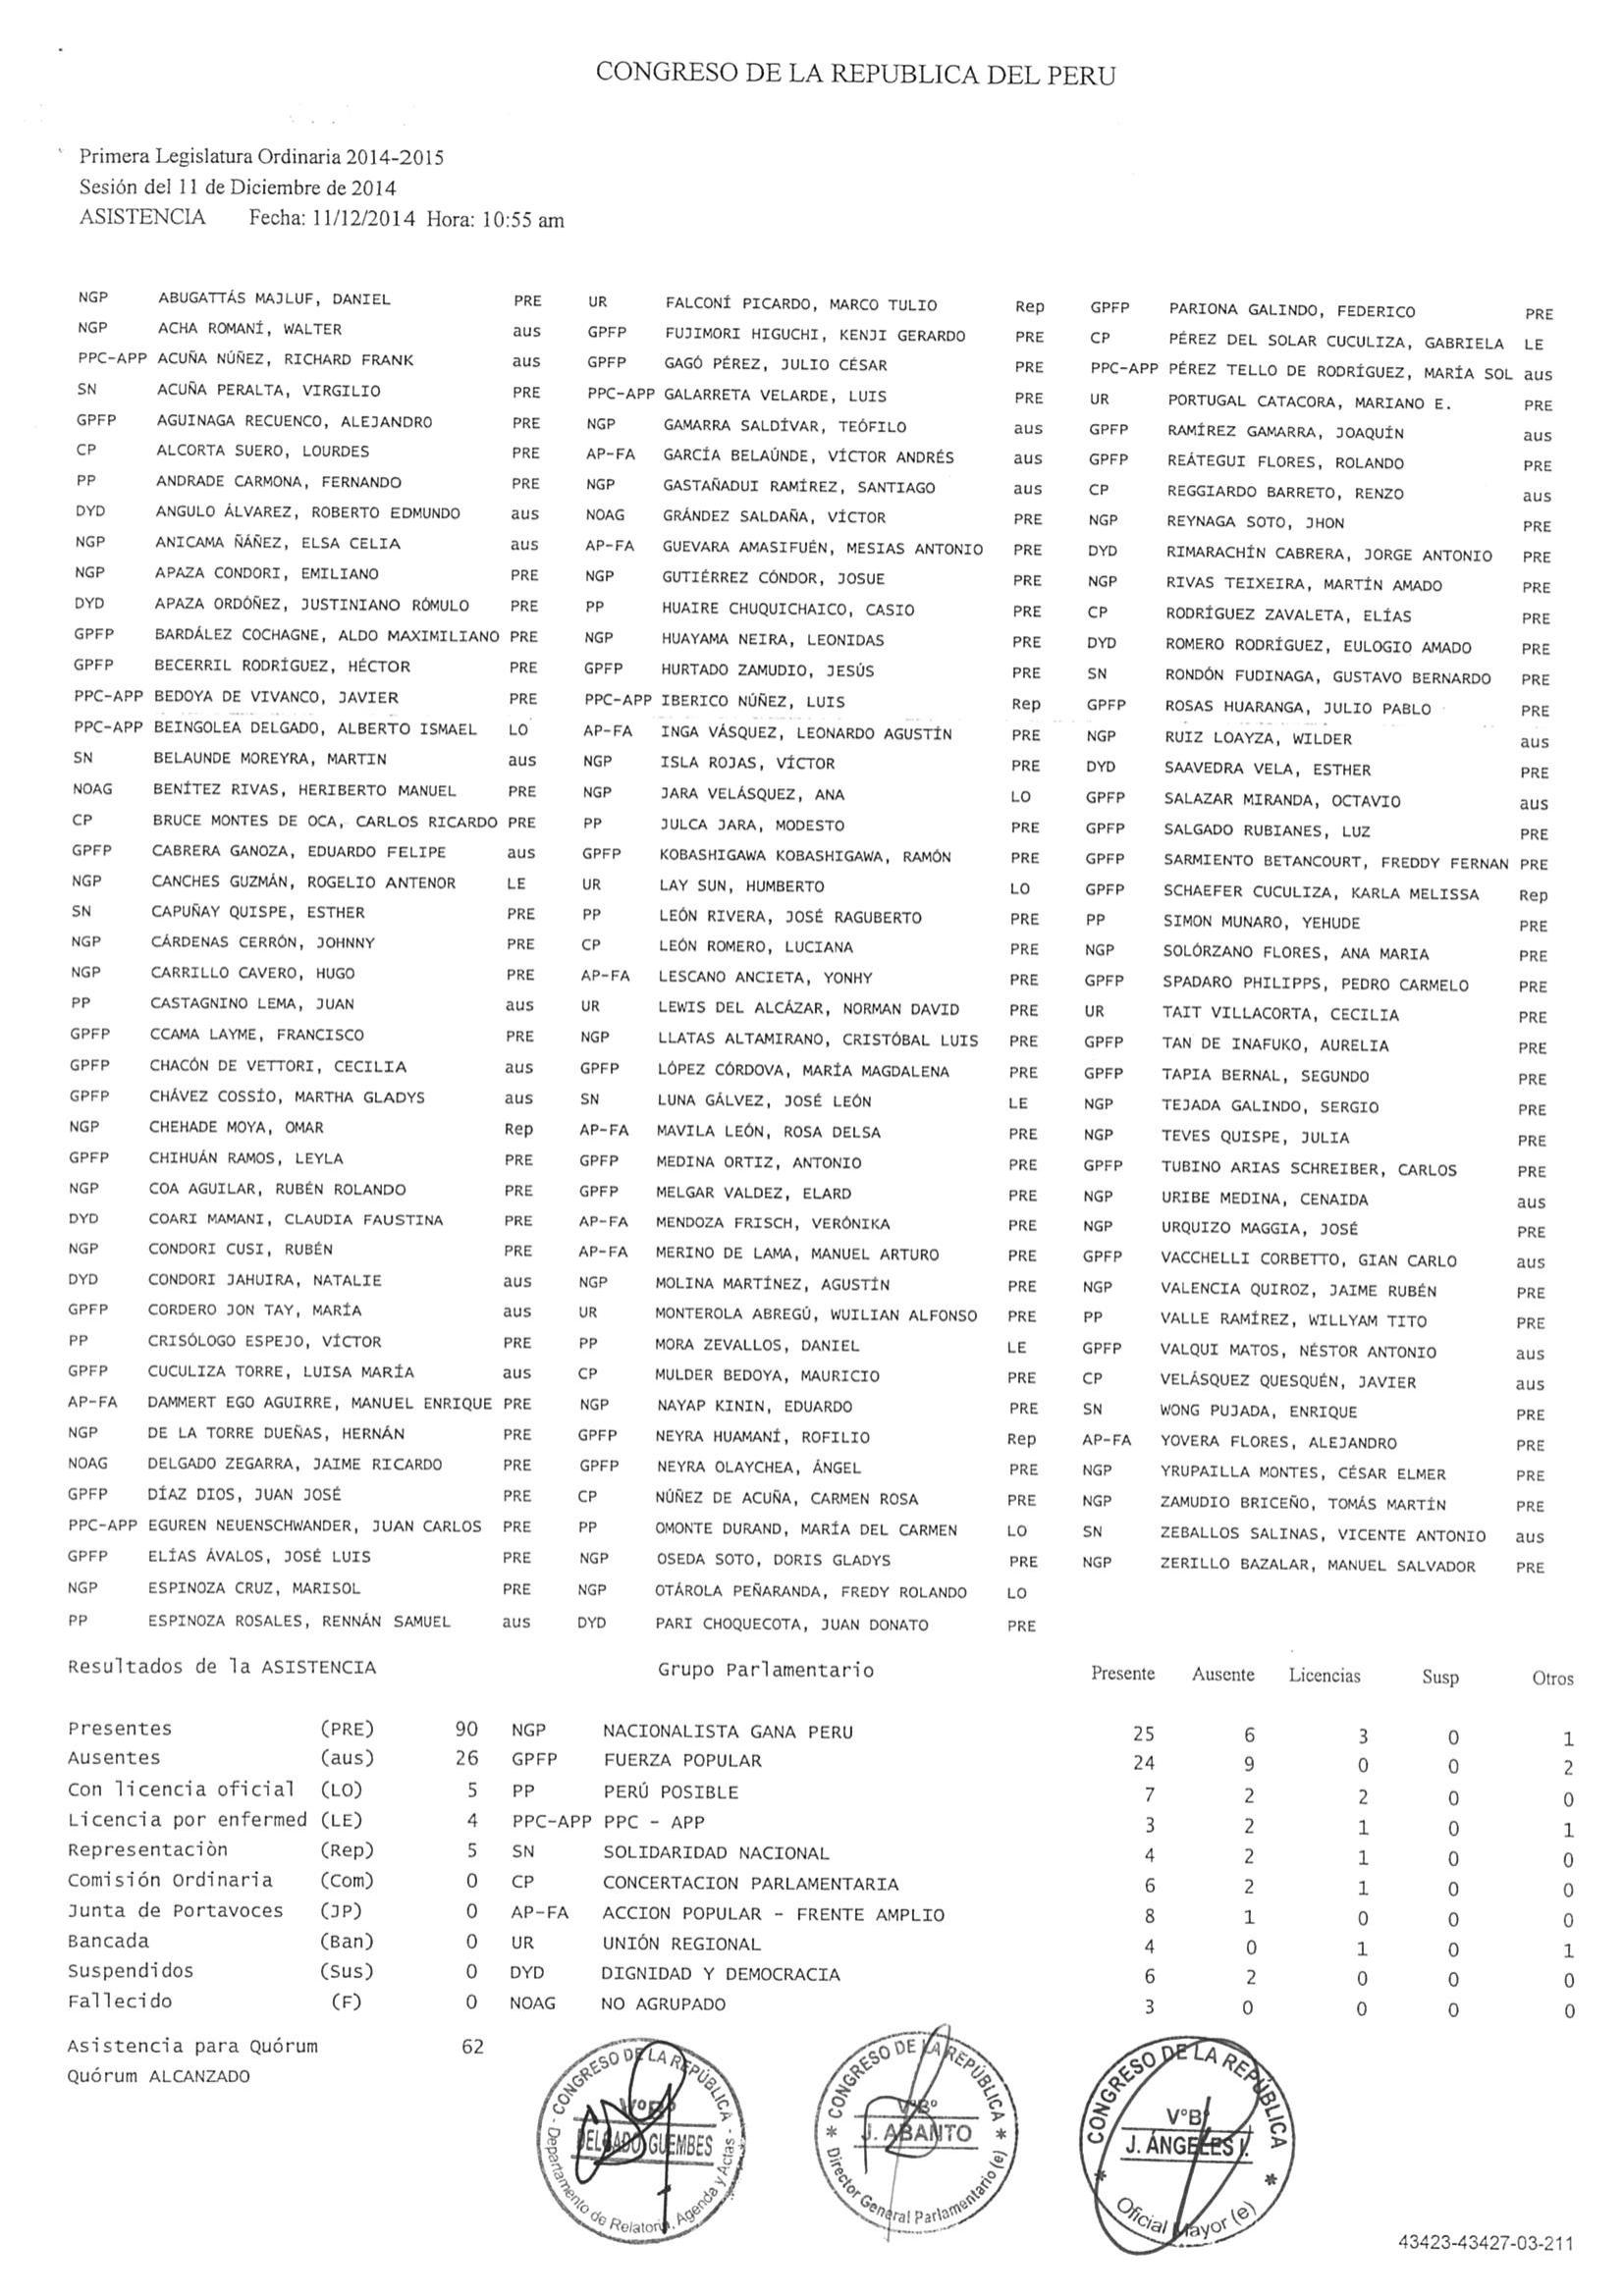 CONGRESO DE LA REPUBLICA DEL PERU
Primera Legislatura Ordinaria 2014-2015
Sesión del 11 de Diciembre de 2014
ASISTENCIA Fecha: 11/12/2014 Hora: 10:55 am
NGP ABUGATTÁS MAJLUF, DANIEL PRE UR FALCONÍ PICARDO, MARCO TULIO Rep GPFP PARIONA GALINDO, FEDERICO PRE
NGP ACHA ROMANÍ, WALTER aus GPFP FUJIMORI HIGUCHI, KENJI GERARDO PRE CP PÉREZ DEL SOLAR CUCULIZA, GABRIELA LE
PPC-APP ACUÑA NÚÑEZ, RICHARD FRANK aus GPFP GAGÓ PÉREZ, JULIO CÉSAR PRE PPC-APP PÉREZ TELLO DE RODRÍGUEZ, MARÍA SOL aus
SN ACUÑA PERALTA, VIRGILIO PRE PPC-APP GALARRETA VELARDE, LUIS PRE UR PORTUGAL CATACORA, MARIANO E. PRE
GPFP AGUINAGA RECUENCO, ALEJANDRO PRE NGP GAMARRA SALDÍVAR, TEÓFILO aus GPFP RAMÍREZ GAMARRA, JOAQUÍN aus
CP ALCORTA SUERO, LOURDES PRE AP-FA GARCÍA BELAÚNDE, VÍCTOR ANDRÉS aus GPFP REÁTEGUI FLORES, ROLANDO PRE
PP ANDRADE CARMONA, FERNANDO PRE NGP GASTAÑADUI RAMÍREZ, SANTIAGO aus CP REGGIARDO BARRETO, RENZO aus
DYD ANGULO ÁLVAREZ, ROBERTO EDMUNDO aus NOAG GRÁNDEZ SALDAÑA, VÍCTOR PRE NGP REYNAGA SOTO, JHON PRE
NGP ANICAMA ÑÁÑEZ, ELSA CELIA aus AP-FA GUEVARA AMASIFUÉN, MESIAS ANTONIO PRE DYD RIMARACHÍN CABRERA, JORGE ANTONIO PRE
NGP APAZA CONDORI, EMILIANO PRE NGP GUTIÉRREZ CÓNDOR, JOSUE PRE NGP RIVAS TEIXEIRA, MARTÍN AMADO PRE
DYD APAZA ORDÓÑEZ, JUSTINIANO RÓMULO PRE PP HUAIRE CHUQUICHAICO, CASIO PRE CP RODRÍGUEZ ZAVALETA, ELÍAS PRE
GPFP BARDÁLEZ COCHAGNE, ALDO MAXIMILIANO PRE NGP HUAYAMA NEIRA, LEONIDAS PRE DYD ROMERO RODRÍGUEZ, EULOGIO AMADO PRE
GPFP BECERRIL RODRÍGUEZ, HÉCTOR PRE GPFP HURTADO ZAMUDIO, JESÚS PRE SN RONDÓN FUDINAGA, GUSTAVO BERNARDO PRE
PPC-APP BEDOYA DE VIVANCO, JAVIER PRE PPC-APP IBERICO NÚÑEZ, LUIS Rep GPFP ROSAS HUARANGA, JULIO PABLO PRE
PPC-APP BEINGOLEA DELGADO, ALBERTO ISMAEL LO AP-FA INGA VÁSQUEZ, LEONARDO AGUSTÍN PRE NGP RUIZ LOAYZA, WILDER aus
SN BELAUNDE MOREYRA, MARTIN aus NGP ISLA ROJAS, VÍCTOR PRE DYD SAAVEDRA VELA, ESTHER PRE
NOAG BENÍTEZ RIVAS, HERIBERTO MANUEL PRE NGP JARA VELÁSQUEZ, ANA LO GPFP SALAZAR MIRANDA, OCTAVIO aus
CP BRUCE MONTES DE OCA, CARLOS RICARDO PRE PP JULCA JARA, MODESTO PRE GPFP SALGADO RUBIANES, LUZ PRE
GPFP CABRERA GANOZA, EDUARDO FELIPE aus GPFP KOBASHIGAWA KOBASHIGAWA, RAMÓN PRE GPFP SARMIENTO BETANCOURT, FREDDY FERNAN PRE
NGP CANCHES GUZMÁN, ROGELIO ANTENOR LE UR LAY SUN, HUMBERTO LO GPFP SCHAEFER CUCULIZA, KARLA MELISSA Rep
SN CAPUÑAY QUISPE, ESTHER PRE PP LEÓN RIVERA, JOSÉ RAGUBERTO PRE PP SIMON MUNARO, YEHUDE PRE
NGP CÁRDENAS CERRÓN, JOHNNY PRE CP LEÓN ROMERO, LUCIANA PRE NGP SOLÓRZANO FLORES, ANA MARIA PRE
NGP CARRILLO CAVERO, HUGO PRE AP-FA LESCANO ANCIETA, YONHY PRE GPFP SPADARO PHILIPPS, PEDRO CARMELO PRE
PP CASTAGNINO LEMA, JUAN aus UR LEWIS DEL ALCÁZAR, NORMAN DAVID PRE UR TAIT VILLACORTA, CECILIA PRE
GPFP CCAMA LAYME, FRANCISCO PRE NGP LLATAS ALTAMIRANO, CRISTÓBAL LUIS PRE GPFP TAN DE INAFUKO, AURELIA PRE
GPFP CHACÓN DE VETTORI, CECILIA aus GPFP LÓPEZ CÓRDOVA, MARÍA MAGDALENA PRE GPFP TAPIA BERNAL, SEGUNDO PRE
GPFP CHÁVEZ COSSÍO, MARTHA GLADYS aus SN LUNA GÁLVEZ, JOSÉ LEÓN LE NGP TEJADA GALINDO, SERGIO PRE
NGP CHEHADE MOYA, OMAR Rep AP-FA MAVILA LEÓN, ROSA DELSA PRE NGP TEVES QUISPE, JULIA PRE
GPFP CHIHUÁN RAMOS, LEYLA PRE GPFP MEDINA ORTIZ, ANTONIO PRE GPFP TUBINO ARIAS SCHREIBER, CARLOS PRE
NGP COA AGUILAR, RUBÉN ROLANDO PRE GPFP MELGAR VALDEZ, ELARD PRE NGP URIBE MEDINA, CENAIDA aus
DYD COARI MAMANI, CLAUDIA FAUSTINA PRE AP-FA MENDOZA FRISCH, VERÓNIKA PRE NGP URQUIZO MAGGIA, JOSÉ PRE
NGP CONDORI CUSI, RUBÉN PRE AP-FA MERINO DE LAMA, MANUEL ARTURO PRE GPFP VACCHELLI CORBETTO, GIAN CARLO aus
DYD CONDORI JAHUIRA, NATALIE aus NGP MOLINA MARTÍNEZ, AGUSTÍN PRE NGP VALENCIA QUIROZ, JAIME RUBÉN PRE
GPFP CORDERO JON TAY, MARÍA aus UR MONTEROLA ABREGÚ, WUILIAN ALFONSO PRE PP VALLE RAMÍREZ, WILLYAM TITO PRE
PP CRISÓLOGO ESPEJO, VÍCTOR PRE PP MORA ZEVALLOS, DANIEL LE GPFP VALQUI MATOS, NÉSTOR ANTONIO aus
GPFP CUCULIZA TORRE, LUISA MARÍA aus CP MULDER BEDOYA, MAURICIO PRE CP VELÁSQUEZ QUESQUÉN, JAVIER aus
AP-FA DAMMERT EGO AGUIRRE, MANUEL ENRIQUE PRE NGP NAYAP KININ, EDUARDO PRE SN WONG PUJADA, ENRIQUE PRE
NGP DE LA TORRE DUEÑAS, HERNÁN PRE GPFP NEYRA HUAMANÍ, ROFILIO Rep AP-FA YOVERA FLORES, ALEJANDRO PRE
NOAG DELGADO ZEGARRA, JAIME RICARDO PRE GPFP NEYRA OLAYCHEA, ÁNGEL PRE NGP YRUPAILLA MONTES, CÉSAR ELMER PRE
GPFP DÍAZ DIOS, JUAN JOSÉ PRE CP NÚÑEZ DE ACUÑA, CARMEN ROSA PRE NGP ZAMUDIO BRICEÑO, TOMÁS MARTÍN PRE
PPC-APP EGUREN NEUENSCHWANDER, JUAN CARLOS PRE PP OMONTE DURAND, MARÍA DEL CARMEN LO SN ZEBALLOS SALINAS, VICENTE ANTONIO aus
GPFP ELÍAS ÁVALOS, JOSÉ LUIS PRE NGP OSEDA SOTO, DORIS GLADYS PRE NGP ZERILLO BAZALAR, MANUEL SALVADOR PRE
NGP ESPINOZA CRUZ, MARISOL PRE NGP OTÁROLA PEÑARANDA, FREDY ROLANDO LO
PP ESPINOZA ROSALES, RENNÁN SAMUEL aus DYD PARI CHOQUECOTA, JUAN DONATO PRE
Resultados de la ASISTENCIA Grupo Parlamentario Presente Ausente Licencias Susp Otros
Presentes (PRE) 90 NGP NACIONALISTA GANA PERU 25 6 3 0 1
Ausentes (aus) 26 GPFP FUERZA POPULAR 24 9 0 0 2
Con licencia oficial (LO) 5 PP PERÚ POSIBLE 7 2 2 0 0
Licencia por enfermed (LE) 4 PPC-APP PPC - APP 3 2 1 0 1
Representaciòn (Rep) 5 SN SOLIDARIDAD NACIONAL 4 2 1 0 0
Comisión Ordinaria (Com) 0 CP CONCERTACION PARLAMENTARIA 6 2 1 0 0
Junta de Portavoces (JP) 0 AP-FA ACCION POPULAR - FRENTE AMPLIO 8 1 0 0 0
Bancada (Ban) 0 UR UNIÓN REGIONAL 4 0 1 0 1
Suspendidos (Sus) 0 DYD DIGNIDAD Y DEMOCRACIA 6 2 0 0 0
Fallecido (F) 0 NOAG NO AGRUPADO 3 0 0 0 0
Asistencia para Quórum 62
Quórum ALCANZADO
CONGRESO DE LA REPÚBLICA
V°B°
DELGADO GUEMBES
Departamento de Relatoria, Agenda y Actas
CONGRESO DE LA REPÚBLICA
V°B°
J. ABANTO
Director General Parlamentario (e)
CONGRESO DE LA REPÚBLICA
V°B°
J. ÁNGELES I.
Oficial Mayor (e)
43423-43427-03-211